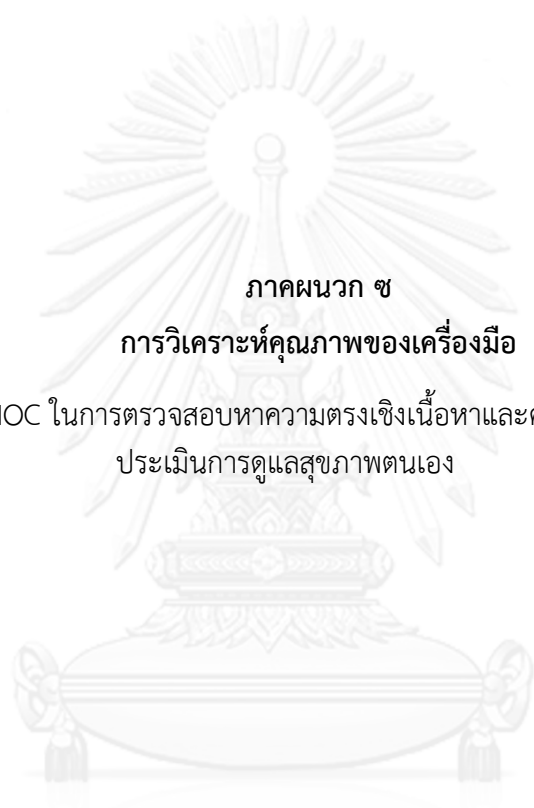 ภาคผนวก ซ
การวิเคราะห์คุณภาพของเครื่องมือ
IOC ในการตรวจสอบหาความตรงเชิงเนื้อหาและ
ประเมินการดูแลสุขภาพตนเอง